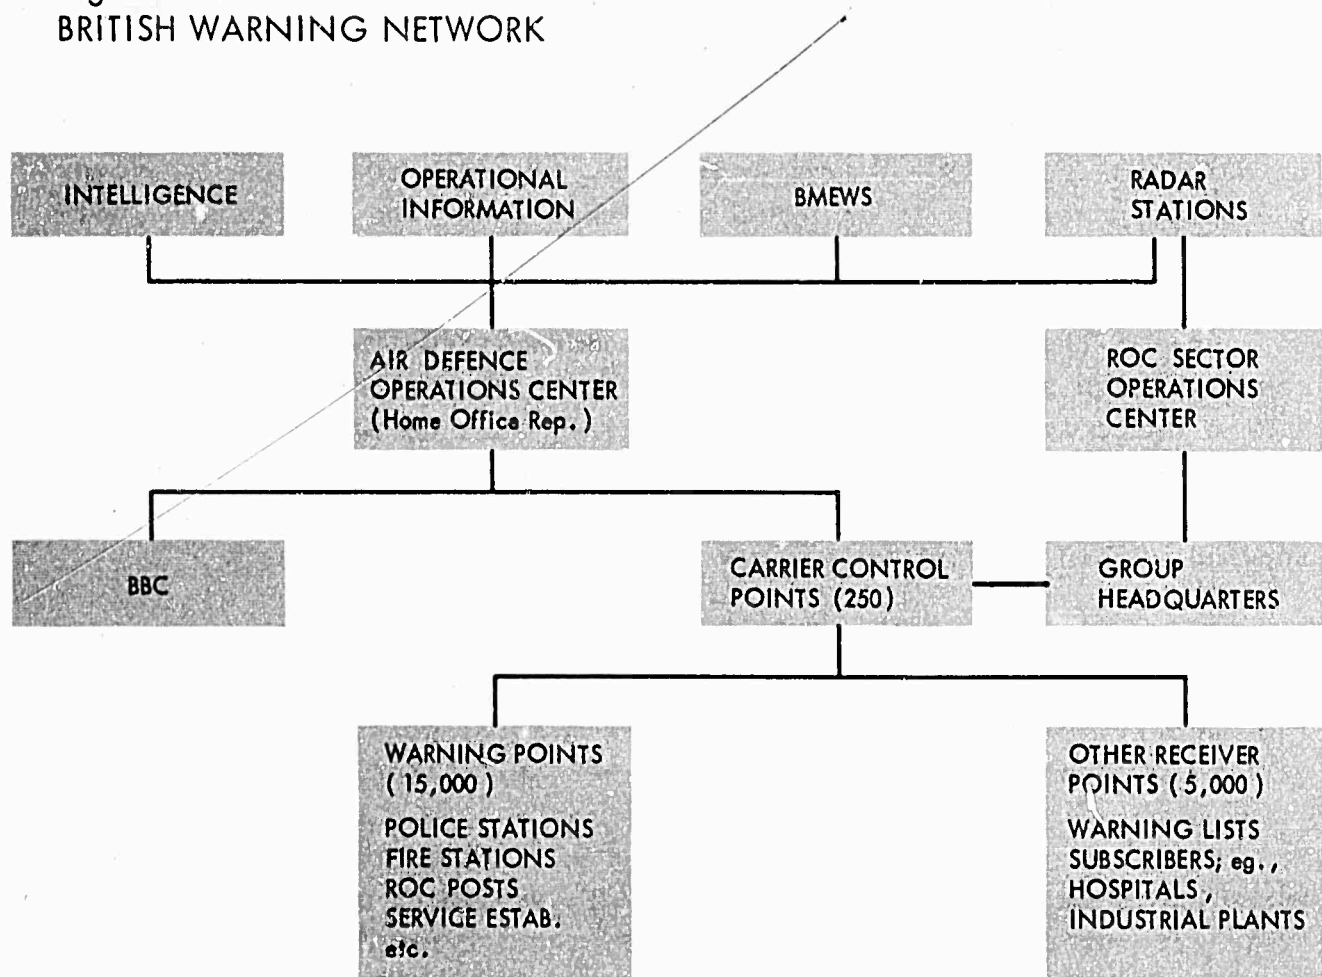 BRITISH WARNING NETWORK
INTELLIGENCE
OPERATIONAL
INFORMATION
BMEWS
RADAR
STATIONS
AIR DEFENCE
OPERATIONS CENTER
(Home Office Rep.)
ROC SECTOR
OPERATIONS
CENTER
BBC
CARRIER CONTROL
POINTS (250)
GROUP
HEADQUARTERS
WARNING POINTS
(15,000)
POLICE STATIONS
FIRE STATIONS
ROC POSTS
SERVICE ESTAB.
etc.
OTHER RECEIVER
POINTS (5,000)
WARNING LISTS
SUBSCRIBERS; eg.,
HOSPITALS,
INDUSTRIAL PLANTS